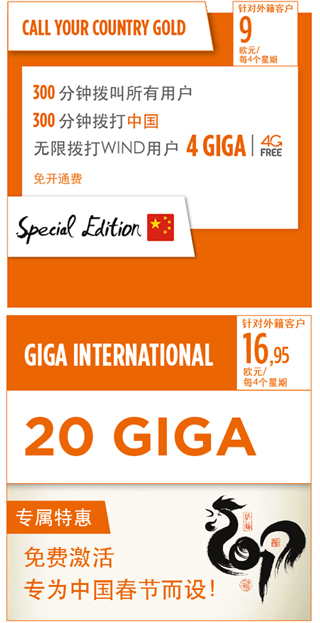 CALL YOUR COUNTRY GOLD
针对外籍客户
9
欧元/
每4个星期
300 分钟拨叫所有用户
300 分钟拨打中国
无限拨打WIND用户 4 GIGA | 4G
FREE
免开通费
Special Edition
GIGA INTERNATIONAL
针对外籍客户
16,95
欧元/
每4个星期
20 GIGA
专属特惠
免费激活
专为中国春节而设!
2017